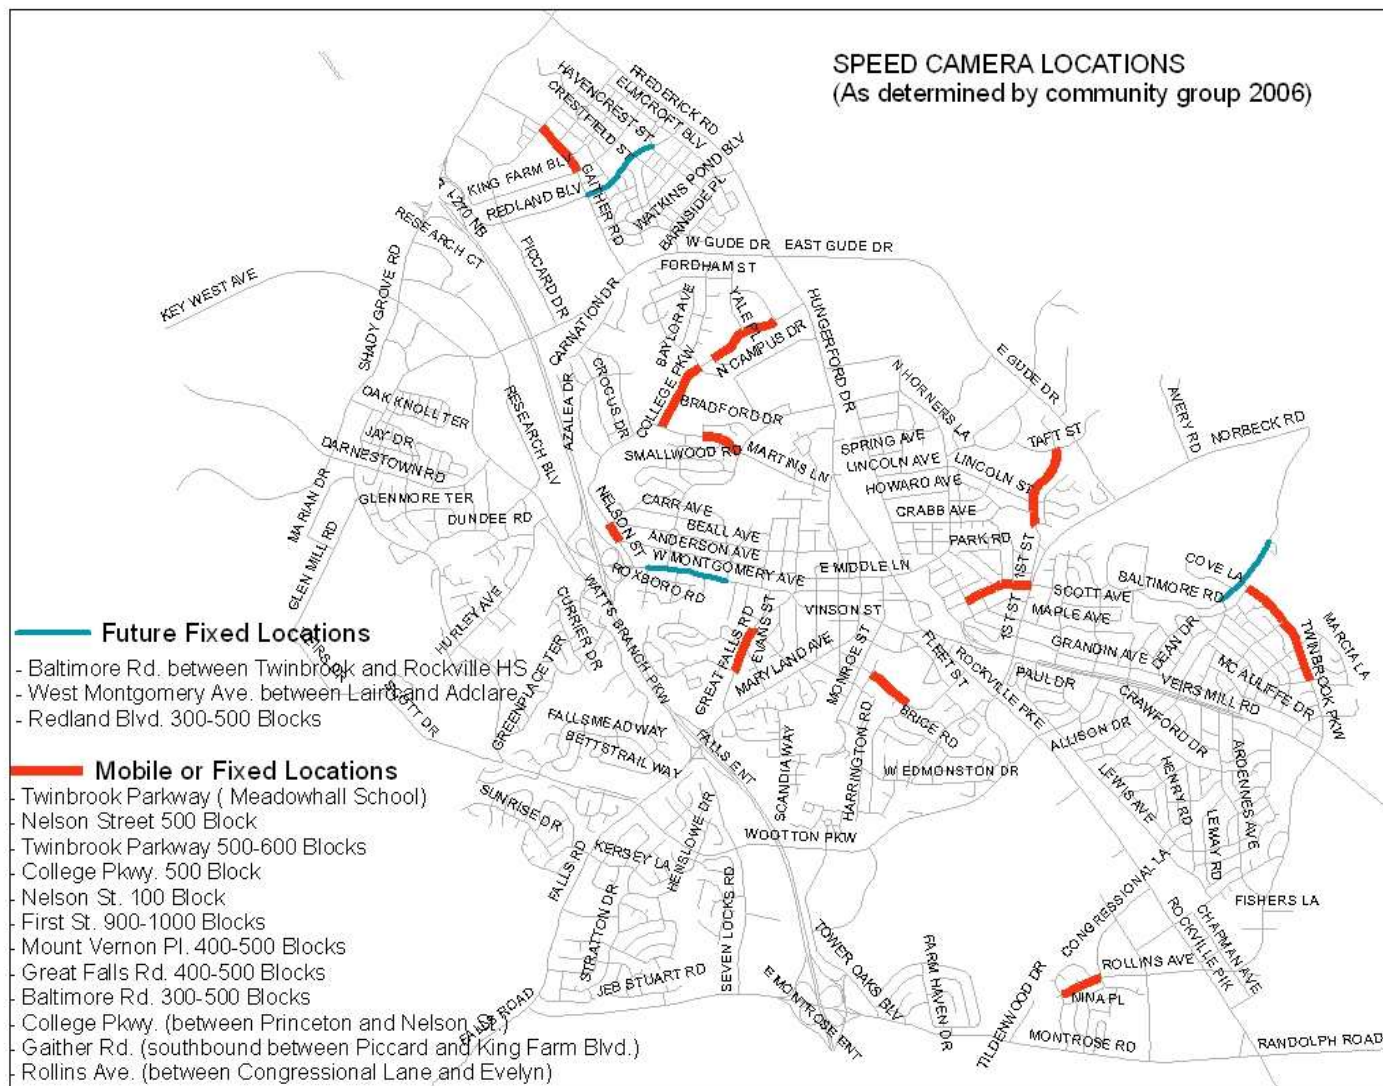 SPEED CAMERA LOCATIONS
(As determined by community group 2006)
FREDERICK RD
ELMCROFT BLV
HAVENCREST ST
CRESTFIELD ST
KING FARM BLV
GAITHER RD
REDLAND BLV
WATKINS POND BLV
BARNSIDE PL
I-270 NB
RESEARCH CT
PICCARD DR
W GUDE DR
EAST GUDE DR
FORDHAM ST
KEY WEST AVE
SHADY GROVE RD
CARNATION DR
BAYLOR AVE
YALE PL
HUNGERFORD DR
N CAMPUS DR
COLLEGE PKW
CROCUS DR
AZALEA DR
BRADFORD DR
E GUDE DR
N HORNERS LA
AVERY RD
NORBECK RD
OAK KNOLL TER
JAY DR
DARNESTOWN RD
RESEARCH BLV
SMALLWOOD RD
MARTINS LN
SPRING AVE
TAFT ST
LINCOLN AVE
LINCOLN ST
HOWARD AVE
CRABB AVE
GLENMORE TER
MARIAN DR
DUNDEE RD
NELSON ST
CARR AVE
BEALL AVE
ANDERSON AVE
W MONTGOMERY AVE
PARK RD
1ST ST
E MIDDLE LN
ROXBORO RD
GLEN MILL RD
COVE LA
BALTIMORE RD
SCOTT AVE
MAPLE AVE
1ST ST
VINSON ST
HURLEY AVE
CURRIER DR
WATTS BRANCH PKW
GREAT FALLS RD
EVANS ST
MARYLAND AVE
MONROE ST
FLEET ST
ROCKVILLE PKE
GRANDIN AVE
DEAN DR
TWINBROOK PKW
MARCIA LA
MC AULIFFE DR
VEIRS MILL RD
PAUL DR
CRAWFORD DR
ALLISON DR
Future Fixed Locations
- Baltimore Rd. between Twinbrook and Rockville HS
- West Montgomery Ave. between Laird and Adclare
- Redland Blvd. 300-500 Blocks
SCOTT DR
GREENPLACE TER
FALLSMEAD WAY
BETTSTRAIL WAY
FALLS ENT
BRICE RD
HARRINGTON RD
SCANDIA WAY
W EDMONSTON DR
LEWIS AVE
HENRY RD
LEMAY RD
ARDENNES AVE
WOOTTON PKW
SUNRISE DR
KERSEY LA
HENSLOWE DR
FALLS RD
STRATTON DR
SEVEN LOCKS RD
JEB STUART RD
FALLS ROAD
E MONTROSE ENT
TOWER OAKS BLV
FARM HAVEN DR
CONGRESSIONAL LA
FISHERS LA
CHAPMAN AVE
ROCKVILLE PIK
ROLLINS AVE
NINA PL
TILDENWOOD DR
MONTROSE RD
RANDOLPH ROAD
Mobile or Fixed Locations
- Twinbrook Parkway ( Meadowhall School)
- Nelson Street 500 Block
- Twinbrook Parkway 500-600 Blocks
- College Pkwy. 500 Block
- Nelson St. 100 Block
- First St. 900-1000 Blocks
- Mount Vernon Pl. 400-500 Blocks
- Great Falls Rd. 400-500 Blocks
- Baltimore Rd. 300-500 Blocks
- College Pkwy. (between Princeton and Nelson
- Gaither Rd. (southbound between Piccard and King Farm Blvd.)
- Rollins Ave. (between Congressional Lane and Evelyn)